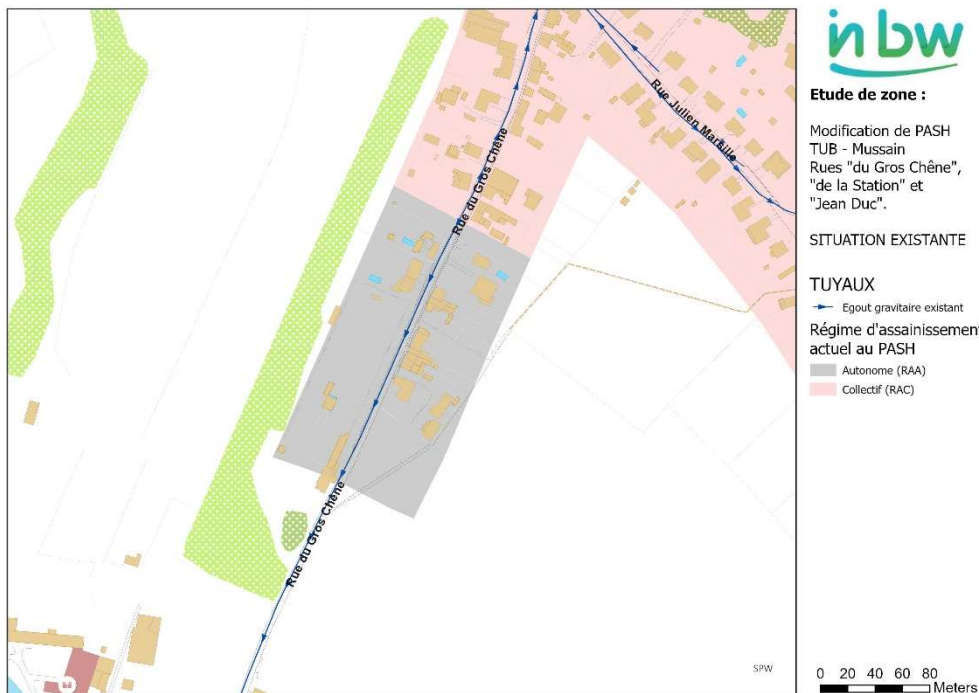 in bw
Etude de zone :
Modification de PASH
TUB - Mussain
Rues "du Gros Chêne",
"de la Station" et
"Jean Duc".
SITUATION EXISTANTE
TUYAUX
Egout gravitaire existant
Régime d'assainissement
actuel au PASH
Autonome (RAA)
Collectif (RAC)
Rue Julien Marsille
Rue du Gros Chêne
Rue du Gros Chêne
SPW
0 20 40 60 80
Meters